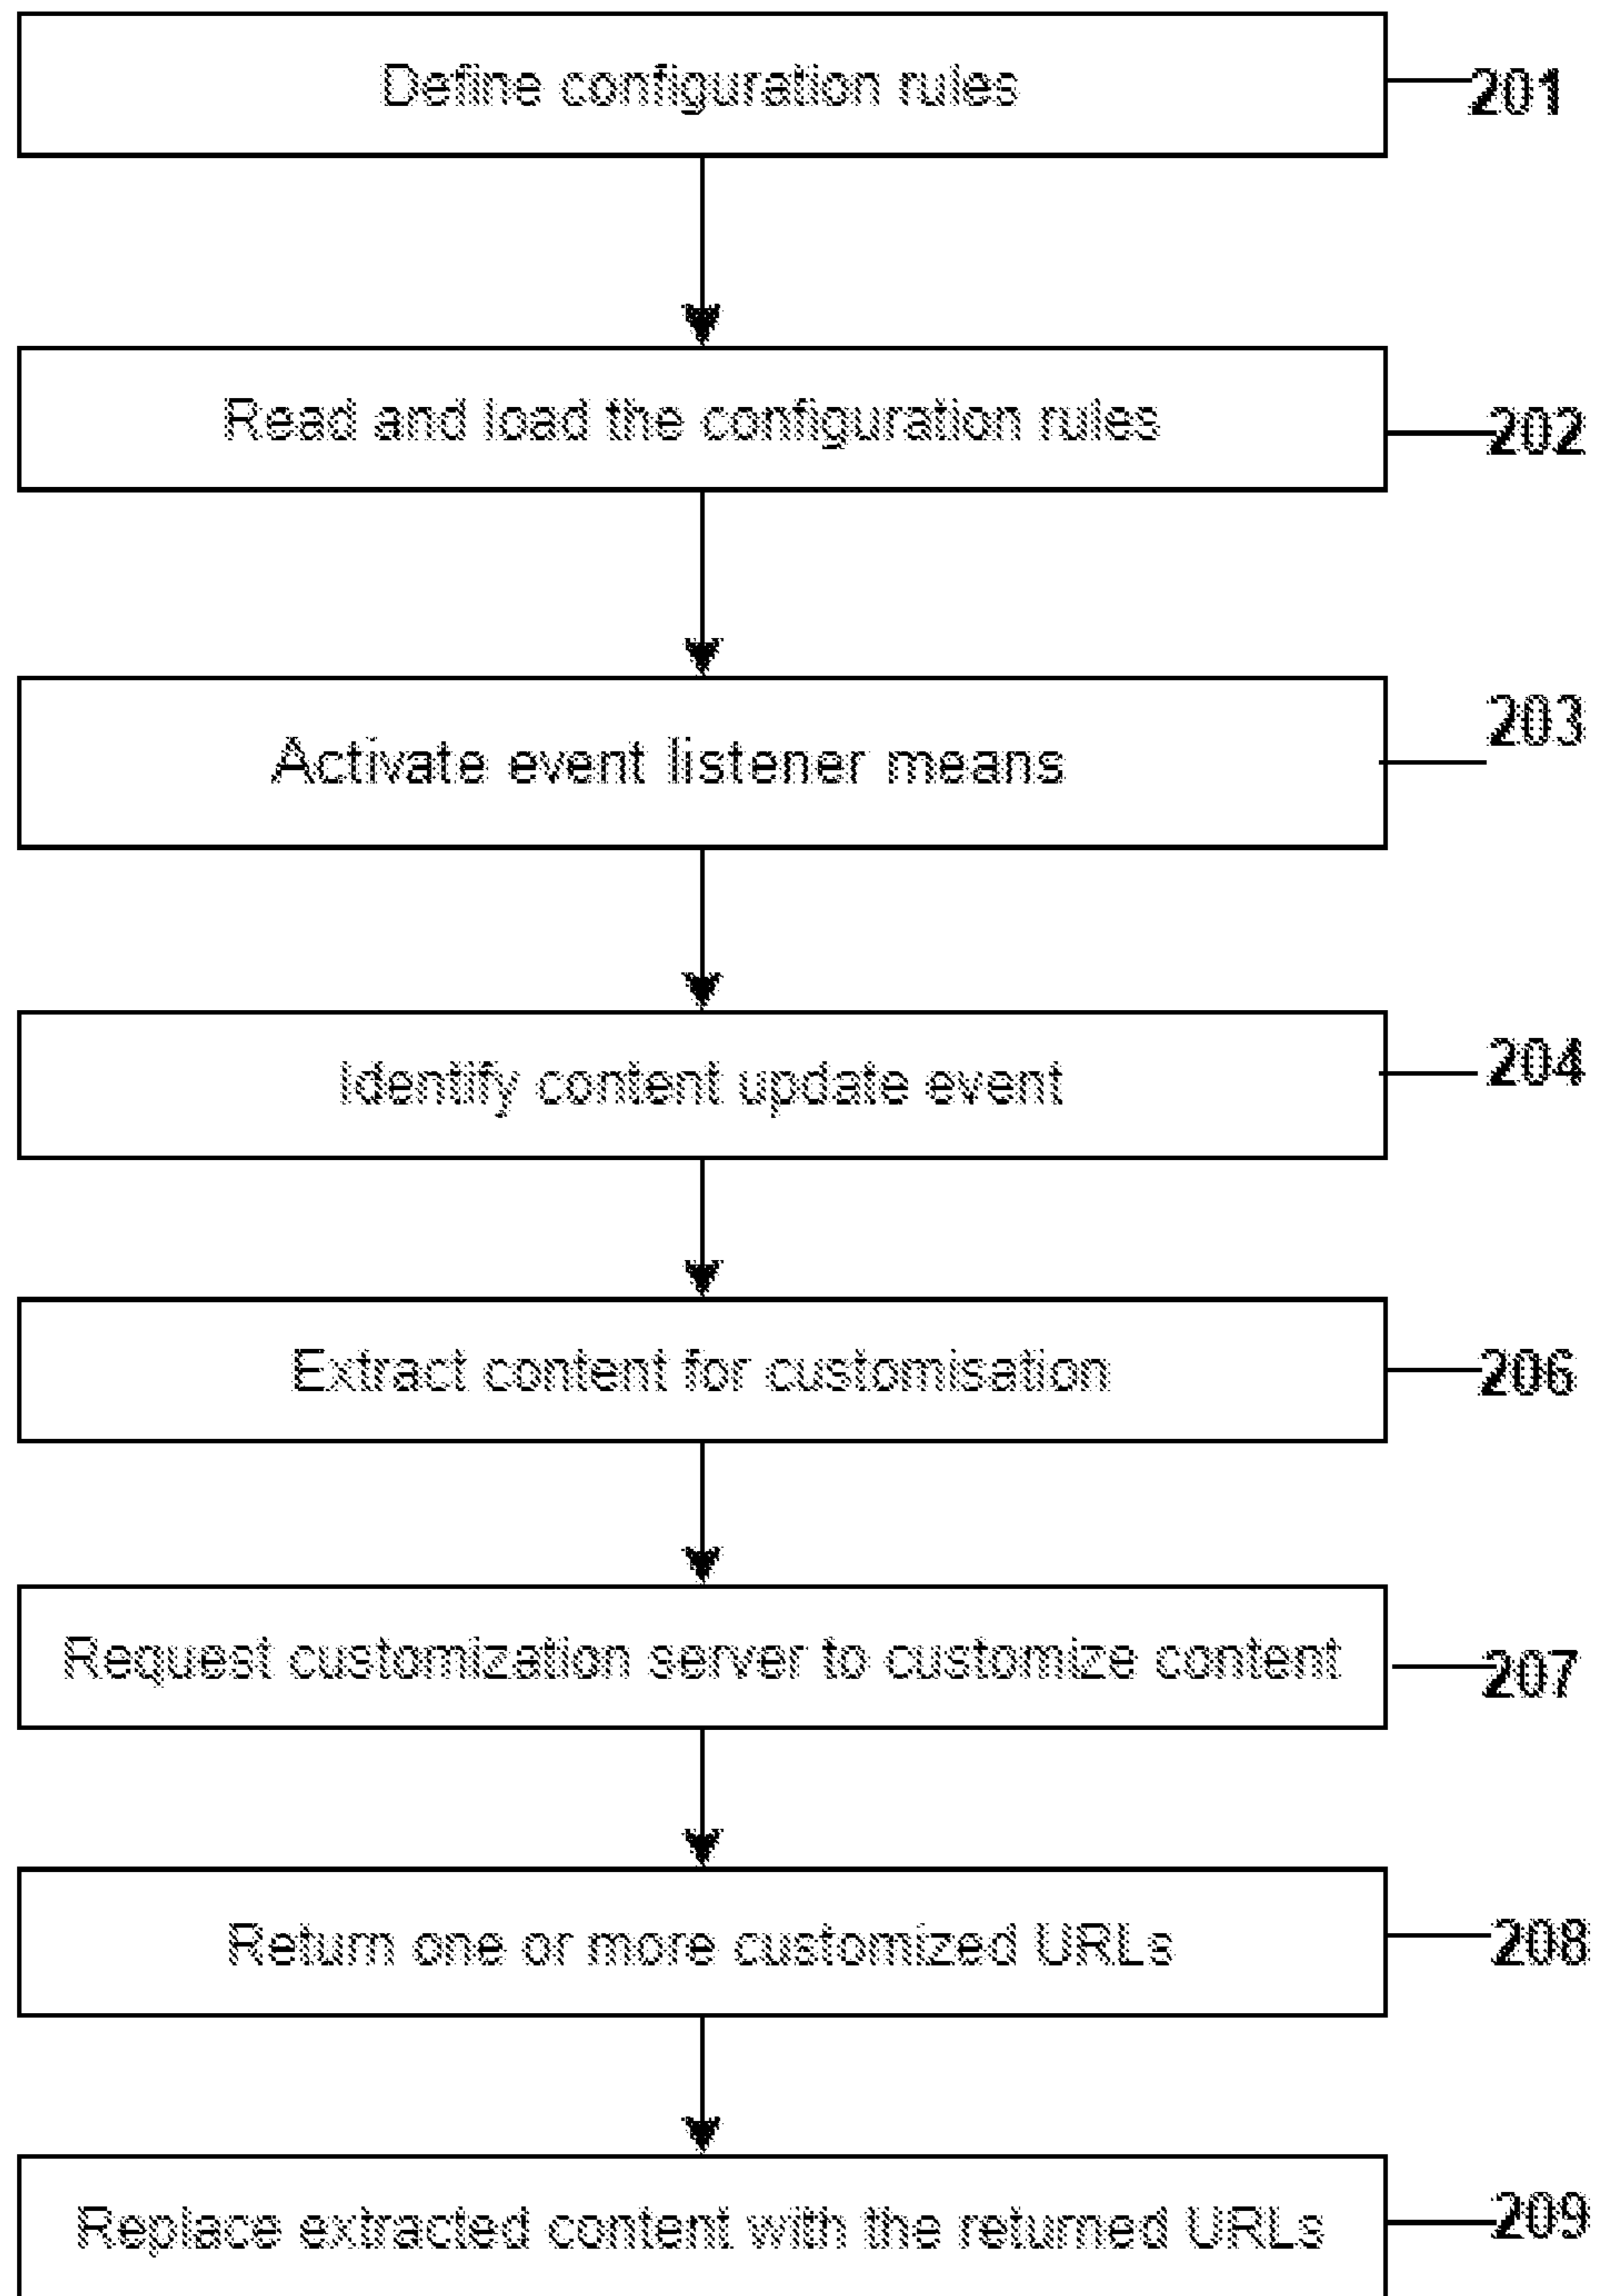 Define configuration rules
201
Read and load the configuration rules
202
Activate event listener means
203
Identify content update event
204
Extract content for customisation
206
Request customization server to customize content
207
Return one or more customized URLs
208
Replace extracted content with the returned URLs
209